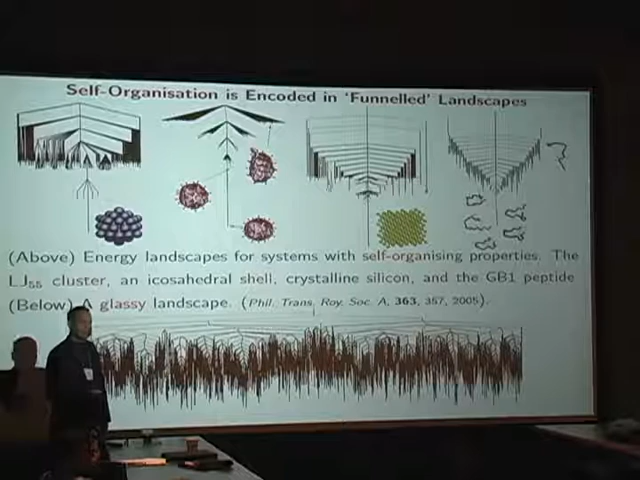 Self-Organisation is Encoded in 'Funnelled' Landscapes
(Above) Energy landscapes for systems with self-organising properties. The
LJ₅₅ cluster, an icosahedral shell, crystalline silicon, and the GB1 peptide
(Below) A glassy landscape. (Phil. Trans. Roy. Soc. A, 363, 357, 2005).